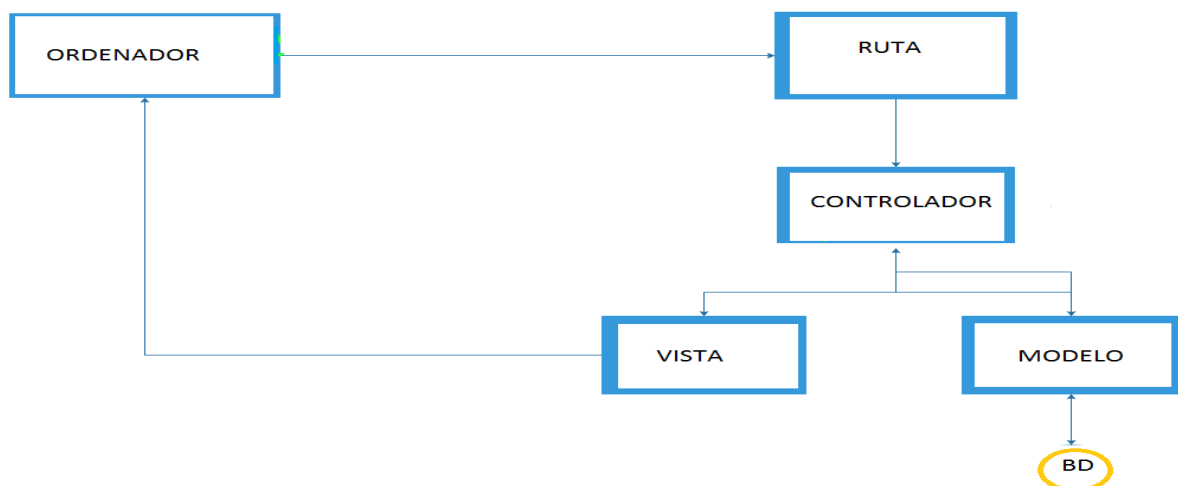 ORDENADOR
RUTA
CONTROLADOR
VISTA
MODELO
BD